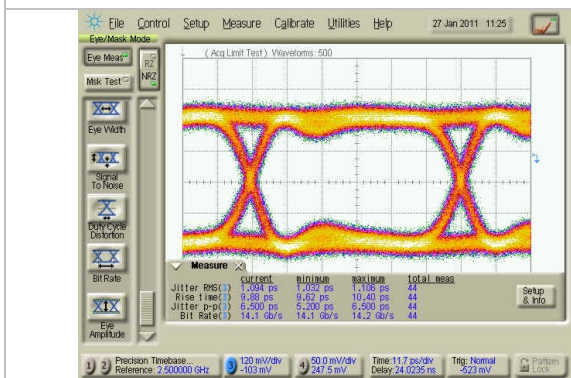 File Control Setup Measure Calibrate Utilities Help 27 Jan 2011 11:25
Eye/Mask Mode
Eye Meas
RZ
NRZ
Msk Test
( Acq Limit Test ) Waveforms: 500
Eye Width
Signal
To Noise
Duty Cycle
Distortion
Bit Rate
Eye
Amplitude
Measure
current minimum maximum total meas
Jitter RMS(3) 1.094 ps 1.032 ps 1.106 ps 44
Rise time(3) 9.88 ps 9.62 ps 10.40 ps 44
Jitter p-p(3) 6.500 ps 5.200 ps 6.500 ps 44
Bit Rate(3) 14.1 Gb/s 14.1 Gb/s 14.2 Gb/s 44
Setup
& Info
1 2 Precision Timebase... 3 120 mV/div 4 50.0 mV/div Time:11.7 ps/div Trig: Normal Pattern
Reference: 2.500000 GHz -103 mV 247.5 mV Delay:24.0235 ns -523 mV Lock